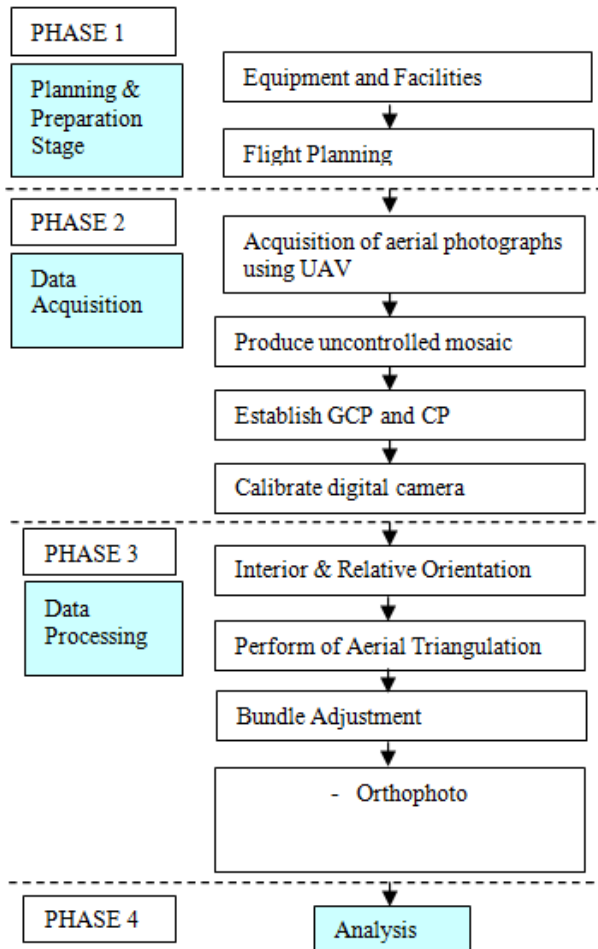 PHASE 1
Planning &
Preparation
Stage
Equipment and Facilities
Flight Planning
PHASE 2
Data
Acquisition
Acquisition of aerial photographs
using UAV
Produce uncontrolled mosaic
Establish GCP and CP
Calibrate digital camera
PHASE 3
Data
Processing
Interior & Relative Orientation
Perform of Aerial Triangulation
Bundle Adjustment
- Orthophoto
PHASE 4
Analysis